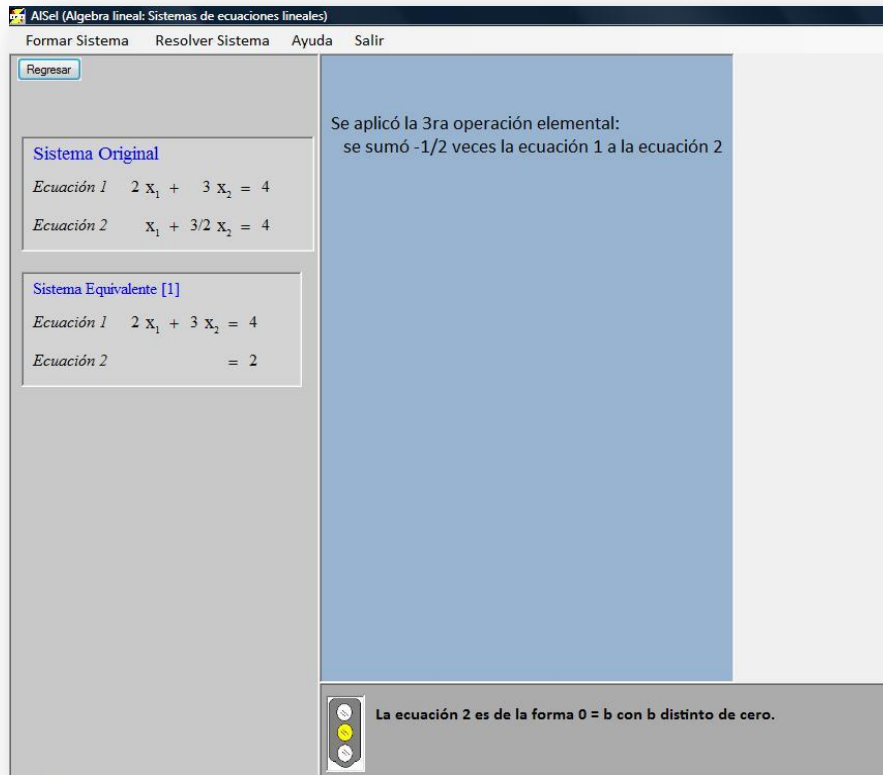 AlSel (Algebra lineal: Sistemas de ecuaciones lineales)
Formar Sistema Resolver Sistema Ayuda Salir
Regresar
Sistema Original
Ecuación 1 2 x₁ + 3 x₂ = 4
Ecuación 2 x₁ + 3/2 x₂ = 4
Sistema Equivalente [1]
Ecuación 1 2 x₁ + 3 x₂ = 4
Ecuación 2 = 2
Se aplicó la 3ra operación elemental:
se sumó -1/2 veces la ecuación 1 a la ecuación 2
La ecuación 2 es de la forma 0 = b con b distinto de cero.